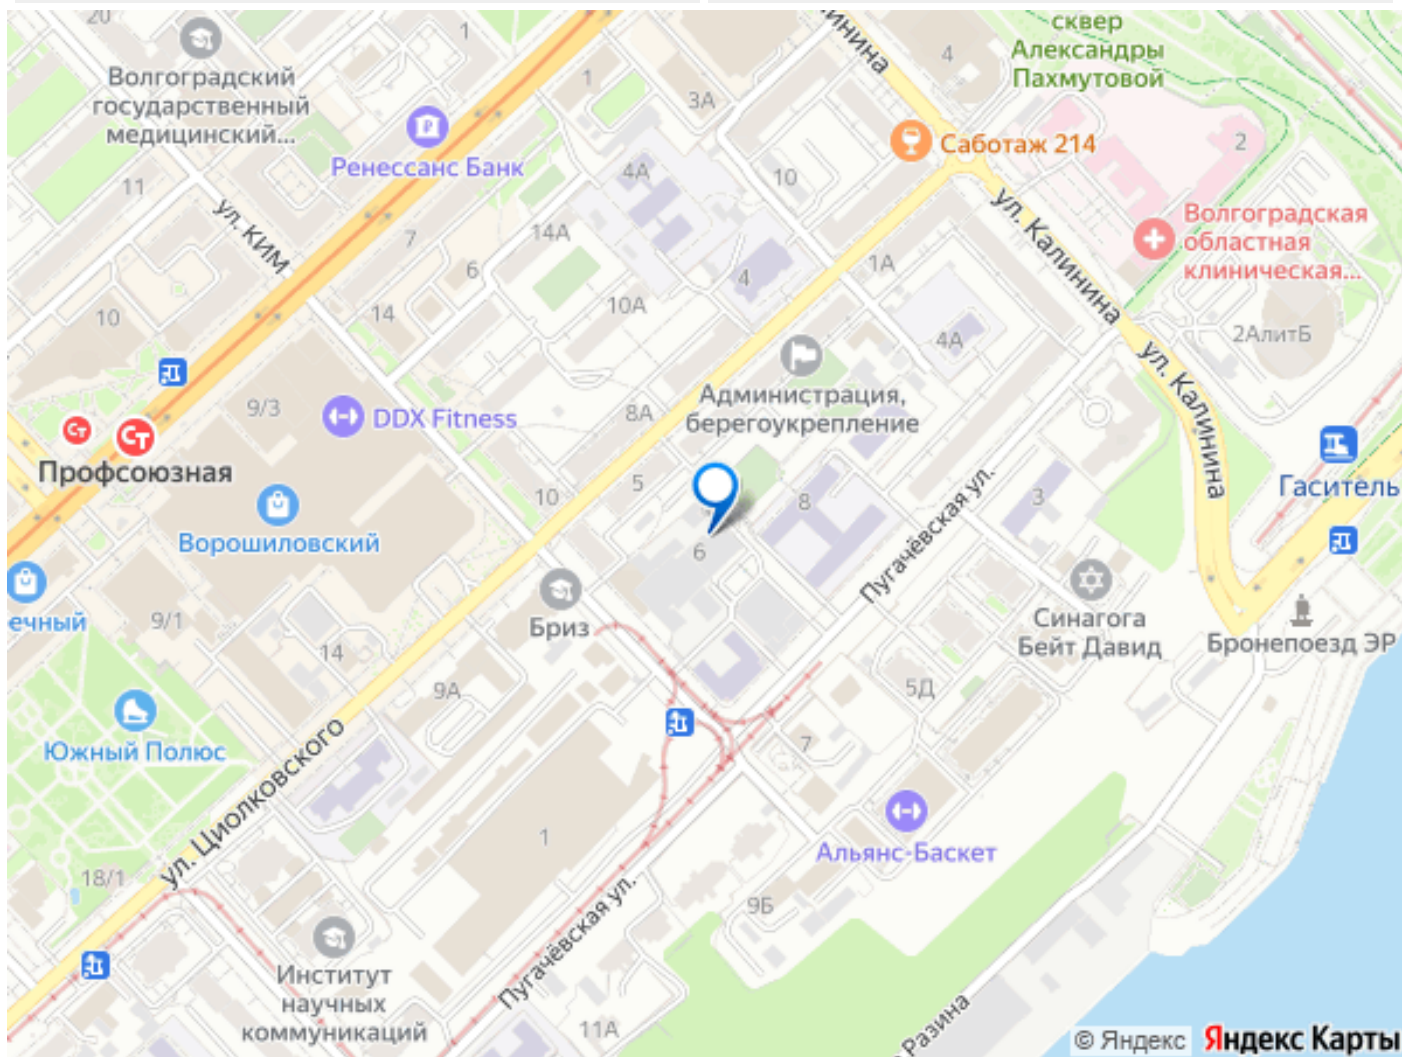 20
Волгоградский
государственный
медицинский...
1
1
Ренессанс Банк
11
ул. КИМ
7
14А
6
14
10
3А
4А
4
10
10А
8А
1А
4
сквер
Александры
Пахмутовой
Саботаж 214
2
Волгоградская
областная
клиническая...
ул. Калинина
ул. Калинина
4А
2АлитБ
Администрация,
берегоукрепление
9/3
DDX Fitness
Ст
Ст
Профсоюзная
Ворошиловский
10
5
6
8
3
Пугачёвская ул.
Гаситель
Синагога
Бейт Давид
Бронепоезд ЭР
ечный
9/1
14
Бриз
9А
5Д
7
Южный Полюс
ул. Циолковского
18/1
1
Альянс-Баскет
9Б
Пугачёвская ул.
Институт
научных
коммуникаций
11А
Разина
© Яндекс Яндекс Карты